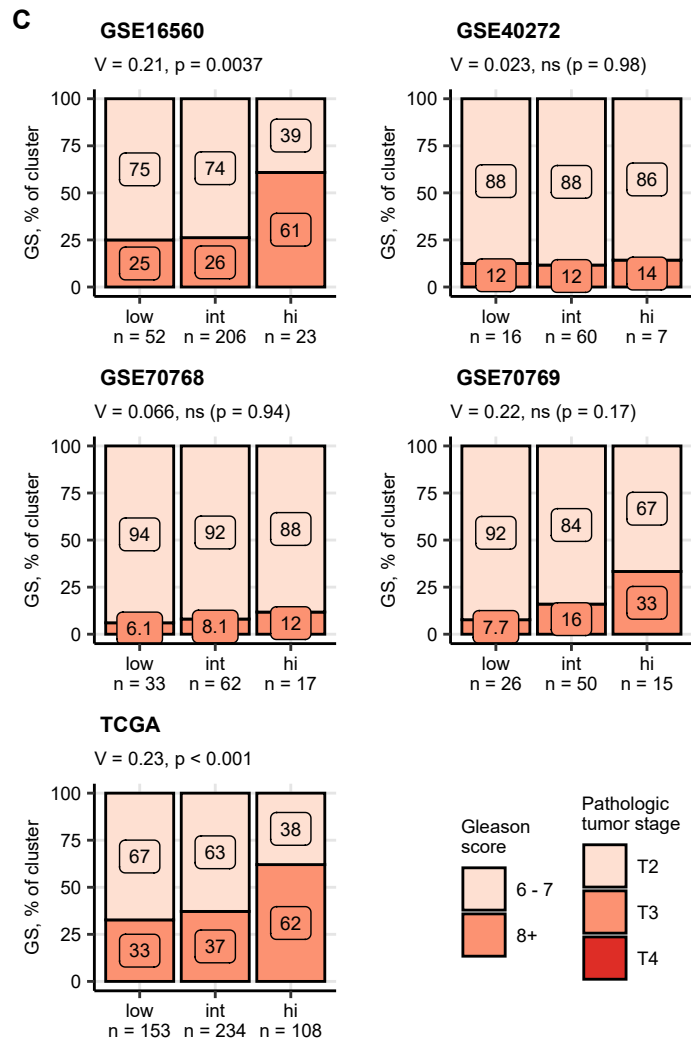 C
GSE16560
V = 0.21, p = 0.0037
GS, % of cluster
100
75
50
25
0
75
74
39
25
26
61
low
n = 52
int
n = 206
hi
n = 23
GSE40272
V = 0.023, ns (p = 0.98)
GS, % of cluster
100
75
50
25
0
88
88
86
12
12
14
low
n = 16
int
n = 60
hi
n = 7
GSE70768
V = 0.066, ns (p = 0.94)
GS, % of cluster
100
75
50
25
0
94
92
88
6.1
8.1
12
low
n = 33
int
n = 62
hi
n = 17
GSE70769
V = 0.22, ns (p = 0.17)
GS, % of cluster
100
75
50
25
0
92
84
67
7.7
16
33
low
n = 26
int
n = 50
hi
n = 15
TCGA
V = 0.23, p < 0.001
GS, % of cluster
100
75
50
25
0
67
63
38
33
37
62
low
n = 153
int
n = 234
hi
n = 108
Gleason
score
6 - 7
8+
Pathologic
tumor stage
T2
T3
T4